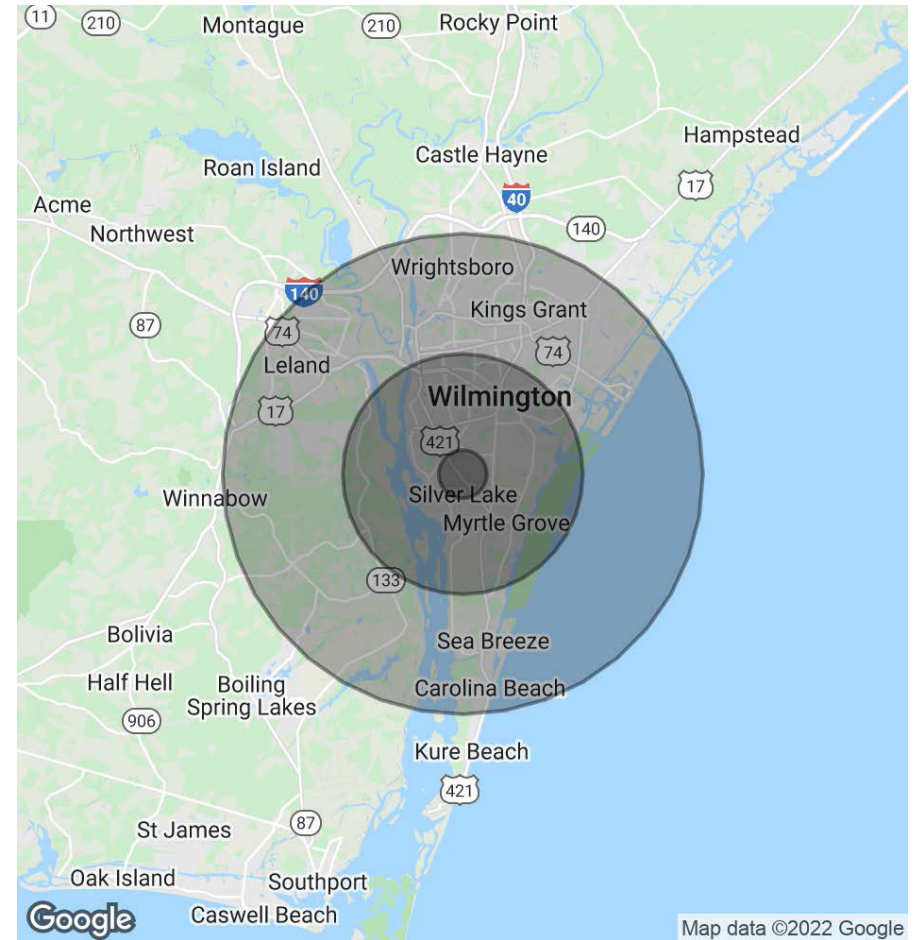 11
210
Montague
210
Rocky Point
Hampstead
Castle Hayne
Roan Island
17
40
Acme
140
Northwest
Wrightsboro
140
Kings Grant
87
74
74
Leland
Wilmington
17
421
Winnabow
Silver Lake
Myrtle Grove
133
Bolivia
Sea Breeze
Half Hell
Boiling
Spring Lakes
Carolina Beach
906
Kure Beach
421
St James
87
Oak Island
Southport
Caswell Beach
Google
Map data ©2022 Google